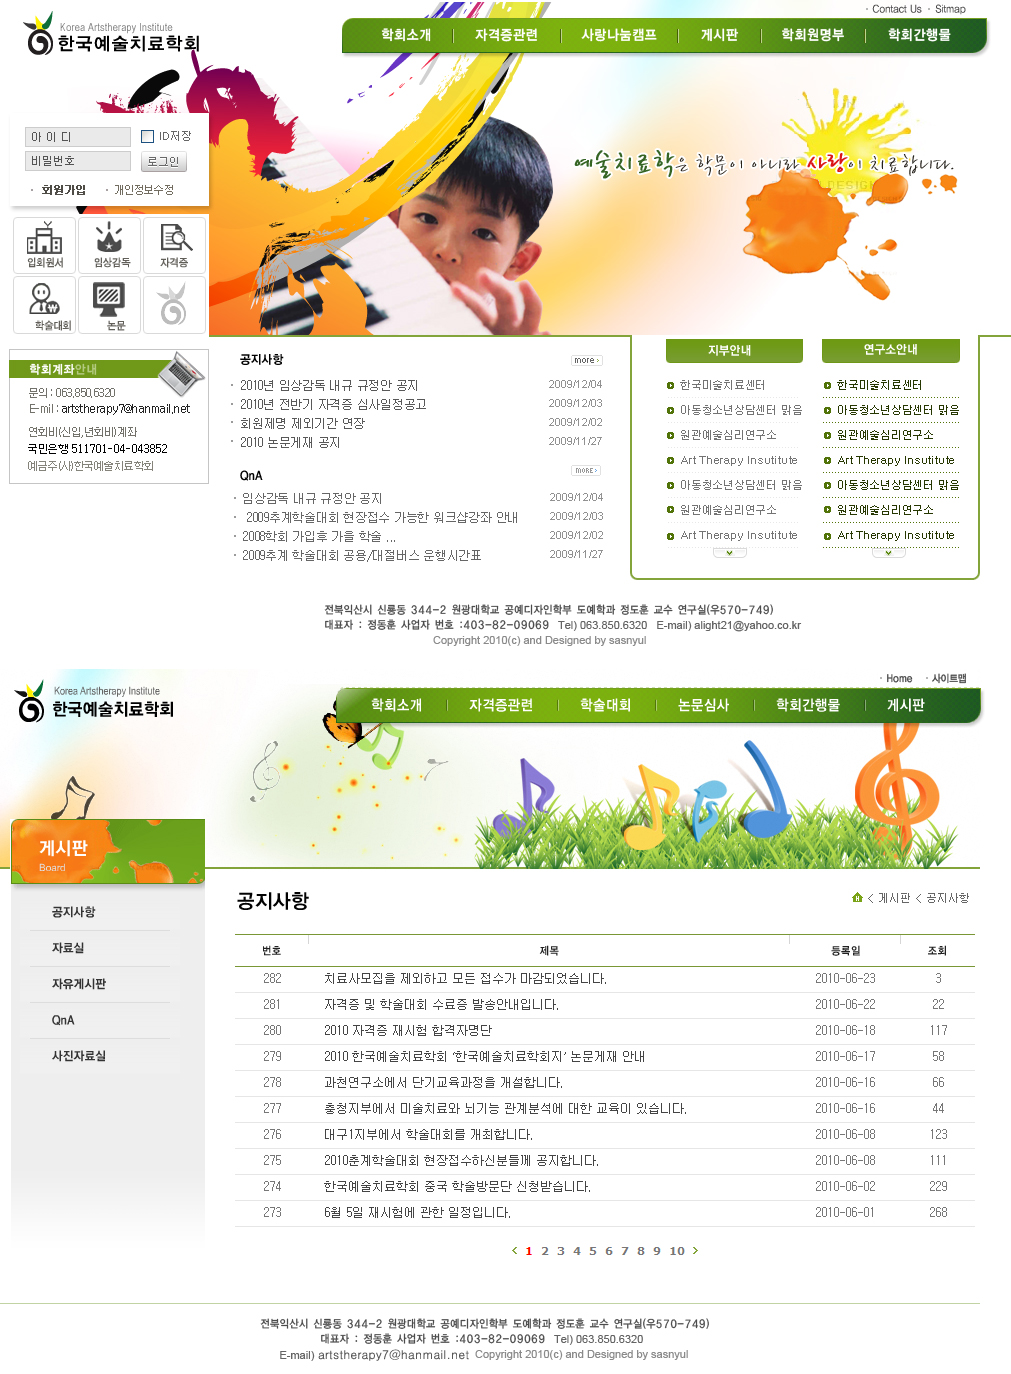 Contact Us · Sitmap
Korea Artstherapy Institute
한국예술치료학회
학회소개 자격증관련 사랑나눔캠프 게시판 학회원명부 학회간행물
아 이 디 ID저장
비밀번호 로그인
· 회원가입 · 개인정보수정
예술치료학은 학문이 아니라 사랑이 치료합니다.
DESIGN
입회원서 임상감독 자격증
학술대회 논문
학회계좌안내
문의 : 063.850.6320
E-mil : artstherapy7@hanmail.net
연회비(신입,년회비)계좌
국민은행 511701-04-043852
예금주(사)한국예술치료학회
공지사항 more
· 2010년 임상감독 내규 규정안 공지 2009/12/04
· 2010년 전반기 자격증 심사일정공고 2009/12/03
· 회원제명 제외기간 연장 2009/12/02
· 2010 논문게재 공지 2009/11/27
QnA more
· 임상감독 내규 규정안 공지 2009/12/04
· 2009추계학술대회 현장접수 가능한 워크샵강좌 안내 2009/12/03
· 2008학회 가입후 가을 학술 ... 2009/12/02
· 2009추계 학술대회 공용/대절버스 운행시간표 2009/11/27
지부안내
한국미술치료센터
아동청소년상담센터 맑음
원관예술심리연구소
Art Therapy Insutitute
아동청소년상담센터 맑음
원관예술심리연구소
Art Therapy Insutitute
연구소안내
한국미술치료센터
아동청소년상담센터 맑음
원관예술심리연구소
Art Therapy Insutitute
아동청소년상담센터 맑음
원관예술심리연구소
Art Therapy Insutitute
전북익산시 신룡동 344-2 원광대학교 공예디자인학부 도예학과 정도훈 교수 연구실(우570-749)
대표자 : 정동훈 사업자 번호 :403-82-09069 Tel) 063.850.6320 E-mail) alight21@yahoo.co.kr
Copyright 2010(c) and Designed by sasnyul
· Home · 사이트맵
Korea Artstherapy Institute
한국예술치료학회
학회소개 자격증관련 학술대회 논문심사 학회간행물 게시판
게시판
Board
공지사항
자료실
자유게시판
QnA
사진자료실
공지사항
< 게시판 < 공지사항
번호 제목 등록일 조회
282 치료사모집을 제외하고 모든 접수가 마감되었습니다. 2010-06-23 3
281 자격증 및 학술대회 수료증 발송안내입니다. 2010-06-22 22
280 2010 자격증 재시험 합격자명단 2010-06-18 117
279 2010 한국예술치료학회 '한국예술치료학회지' 논문게재 안내 2010-06-17 58
278 과천연구소에서 단기교육과정을 개설합니다. 2010-06-16 66
277 충청지부에서 미술치료와 뇌기능 관계분석에 대한 교육이 있습니다. 2010-06-16 44
276 대구1지부에서 학술대회를 개최합니다. 2010-06-08 123
275 2010춘계학술대회 현장접수하신분들께 공지합니다. 2010-06-08 111
274 한국예술치료학회 중국 학술방문단 신청받습니다. 2010-06-02 229
273 6월 5일 재시험에 관한 일정입니다. 2010-06-01 268
< 1 2 3 4 5 6 7 8 9 10 >
전북익산시 신룡동 344-2 원광대학교 공예디자인학부 도예학과 정도훈 교수 연구실(우570-749)
대표자 : 정동훈 사업자 번호 :403-82-09069 Tel) 063.850.6320
E-mail) artstherapy7@hanmail.net Copyright 2010(c) and Designed by sasnyul